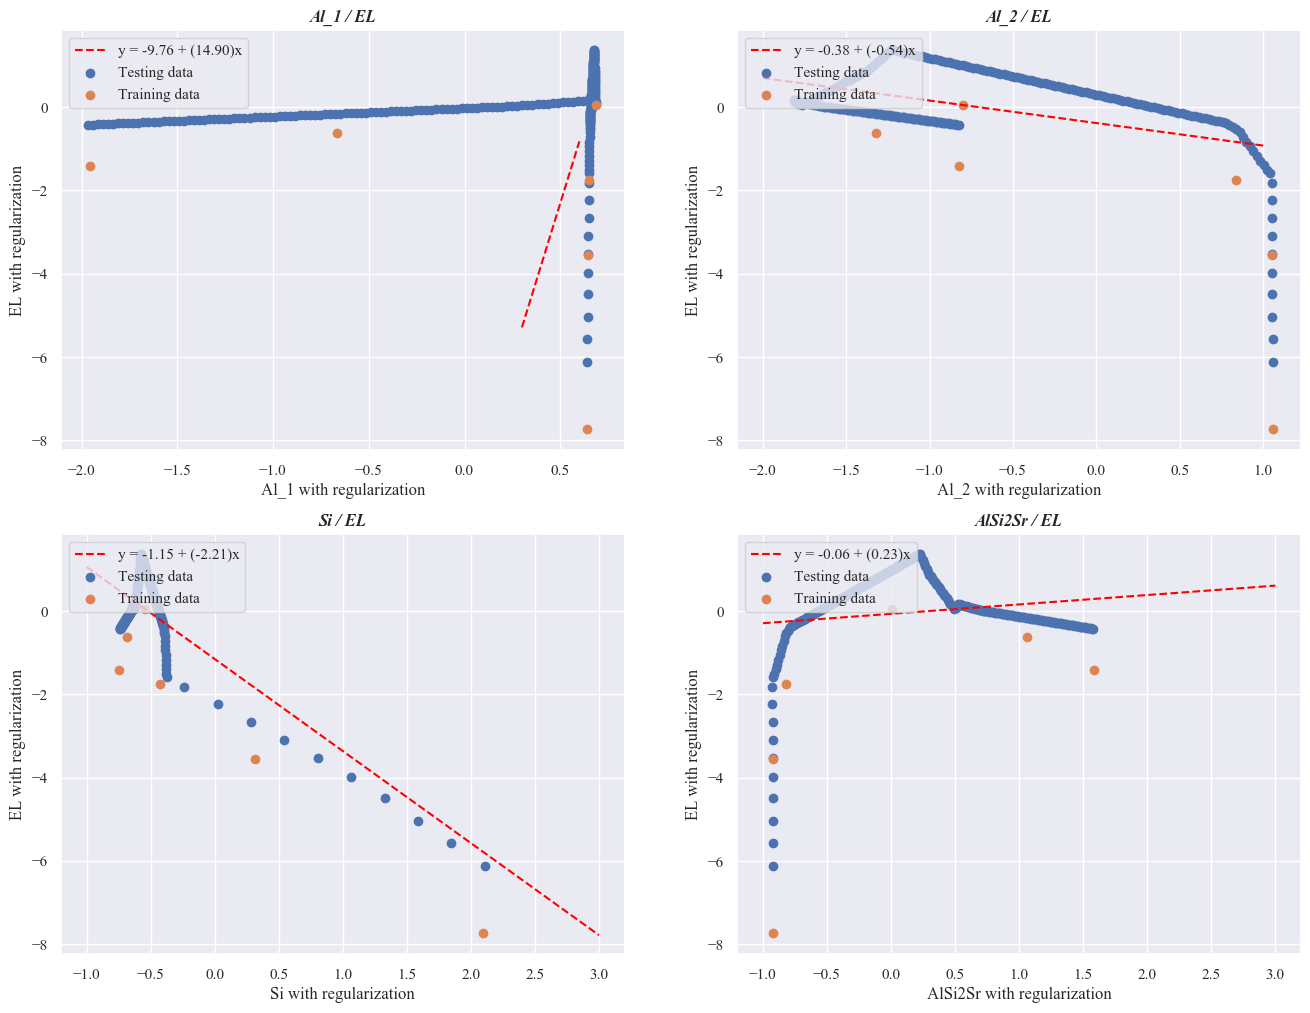 Al_1 / EL
y = -9.76 + (14.90)x
Testing data
Training data
0
−2
−4
−6
−8
EL with regularization
−2.0 −1.5 −1.0 −0.5 0.0 0.5
Al_1 with regularization
Al_2 / EL
y = -0.38 + (-0.54)x
Testing data
Training data
0
−2
−4
−6
−8
EL with regularization
−2.0 −1.5 −1.0 −0.5 0.0 0.5 1.0
Al_2 with regularization
Si / EL
y = -1.15 + (-2.21)x
Testing data
Training data
0
−2
−4
−6
−8
EL with regularization
−1.0 −0.5 0.0 0.5 1.0 1.5 2.0 2.5 3.0
Si with regularization
AlSi2Sr / EL
y = -0.06 + (0.23)x
Testing data
Training data
0
−2
−4
−6
−8
EL with regularization
−1.0 −0.5 0.0 0.5 1.0 1.5 2.0 2.5 3.0
AlSi2Sr with regularization